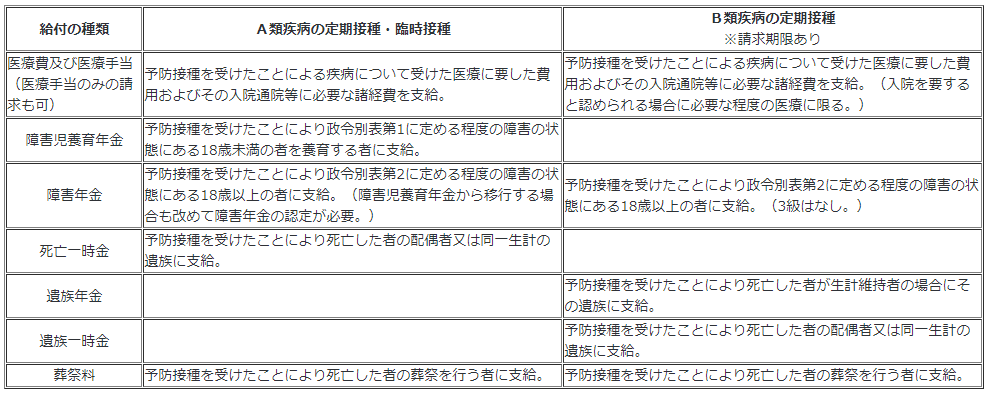 給付の種類
A類疾病の定期接種・臨時接種
B類疾病の定期接種
※請求期限あり
医療費及び医療手当
(医療手当のみの請
求も可)
予防接種を受けたことによる疾病について受けた医療に要した費
用およびその入院通院等に必要な諸経費を支給。
予防接種を受けたことによる疾病について受けた医療に要した費
用およびその入院通院等に必要な諸経費を支給。(入院を要する
と認められる場合に必要な程度の医療に限る。)
障害児養育年金
予防接種を受けたことにより政令別表第1に定める程度の障害の状
態にある18歳未満の者を養育する者に支給。
障害年金
予防接種を受けたことにより政令別表第2に定める程度の障害の状
態にある18歳以上の者に支給。(障害児養育年金から移行する場
合も改めて障害年金の認定が必要。)
予防接種を受けたことにより政令別表第2に定める程度の障害の状
態にある18歳以上の者に支給。(3級はなし。)
死亡一時金
予防接種を受けたことにより死亡した者の配偶者又は同一生計の
遺族に支給。
遺族年金
予防接種を受けたことにより死亡した者が生計維持者の場合にそ
の遺族に支給。
遺族一時金
予防接種を受けたことにより死亡した者の配偶者又は同一生計の
遺族に支給。
葬祭料
予防接種を受けたことにより死亡した者の葬祭を行う者に支給。
予防接種を受けたことにより死亡した者の葬祭を行う者に支給。